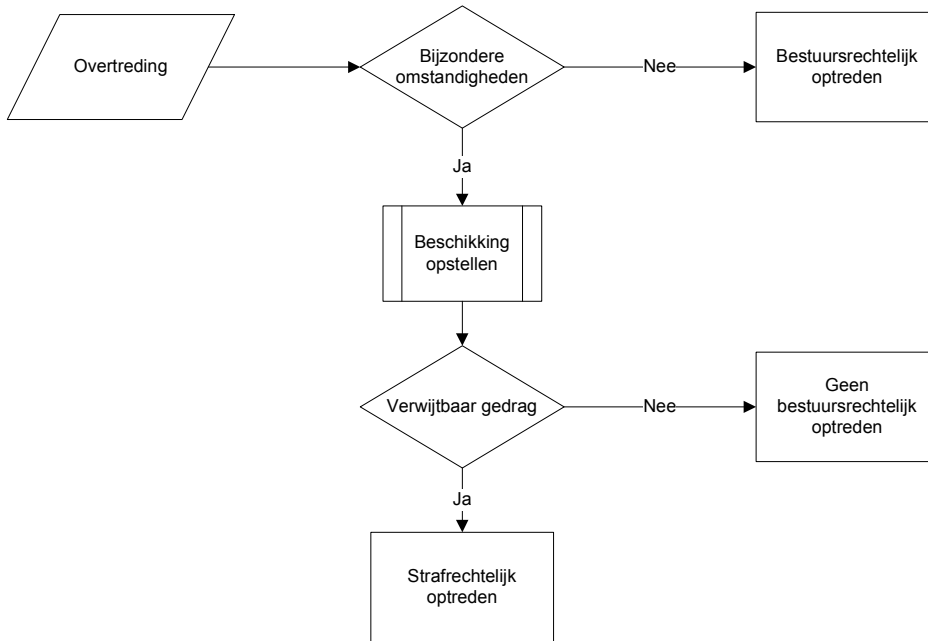 Overtreding
Bijzondere
omstandigheden
Nee
Bestuursrechtelijk
optreden
Ja
Beschikking
opstellen
Verwijtbaar gedrag
Nee
Geen
bestuursrechtelijk
optreden
Ja
Strafrechtelijk
optreden